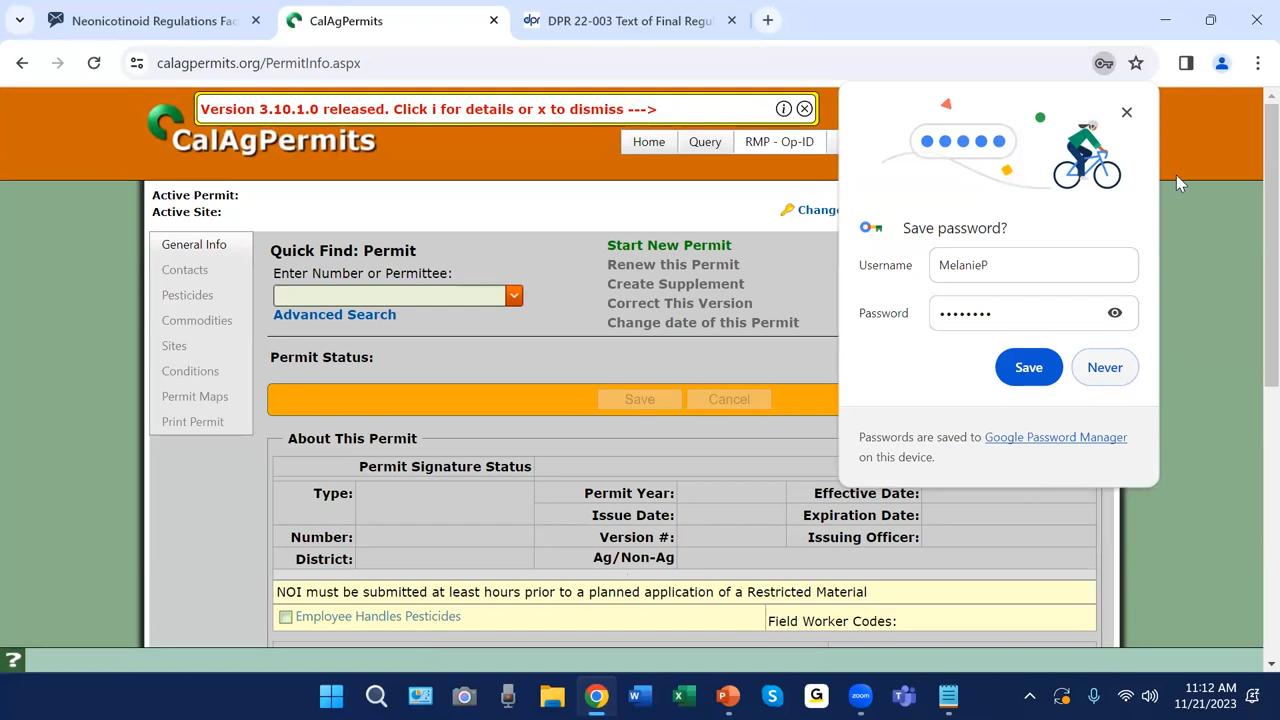 Neonicotinoid Regulations Fac
CalAgPermits
DPR 22-003 Text of Final Regu
calagpermits.org/PermitInfo.aspx
Version 3.10.1.0 released. Click i for details or x to dismiss --->
CalAgPermits
Home
Query
RMP - Op-ID
Active Permit:
Active Site:
Change
General Info
Contacts
Pesticides
Commodities
Sites
Conditions
Permit Maps
Print Permit
Quick Find: Permit
Enter Number or Permittee:
Advanced Search
Start New Permit
Renew this Permit
Create Supplement
Correct This Version
Change date of this Permit
Permit Status:
Save
Cancel
About This Permit
Permit Signature Status
Type:
Permit Year:
Effective Date:
Issue Date:
Expiration Date:
Number:
Version #:
Issuing Officer:
District:
Ag/Non-Ag
NOI must be submitted at least hours prior to a planned application of a Restricted Material
Employee Handles Pesticides
Field Worker Codes:
Save password?
Username
MelanieP
Password
••••••••
Save
Never
Passwords are saved to Google Password Manager
on this device.
?
11:12 AM
11/21/2023